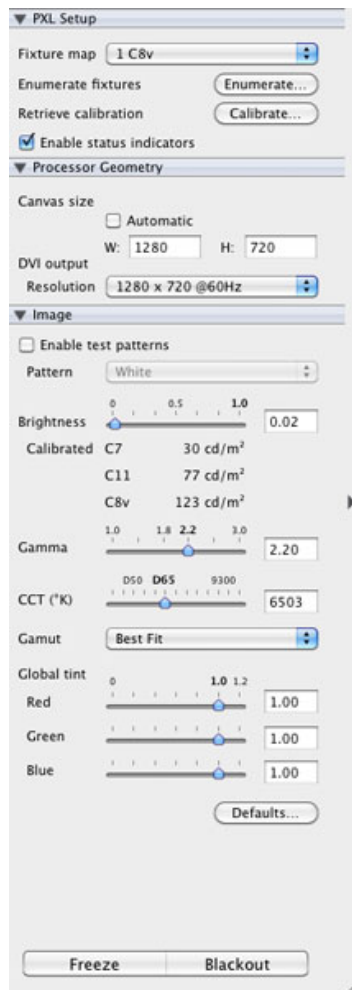 PXL Setup
Fixture map 1 C8v
Enumerate fixtures Enumerate...
Retrieve calibration Calibrate...
Enable status indicators
Processor Geometry
Canvas size
Automatic
W: 1280 H: 720
DVI output
Resolution 1280 x 720 @60Hz
Image
Enable test patterns
Pattern White
0 0.5 1.0
Brightness 0.02
Calibrated C7 30 cd/m²
C11 77 cd/m²
C8v 123 cd/m²
1.0 1.8 2.2 3.0
Gamma 2.20
D50 D65 9300
CCT (°K) 6503
Gamut Best Fit
Global tint 0 1.0 1.2
Red 1.00
Green 1.00
Blue 1.00
Defaults...
Freeze Blackout